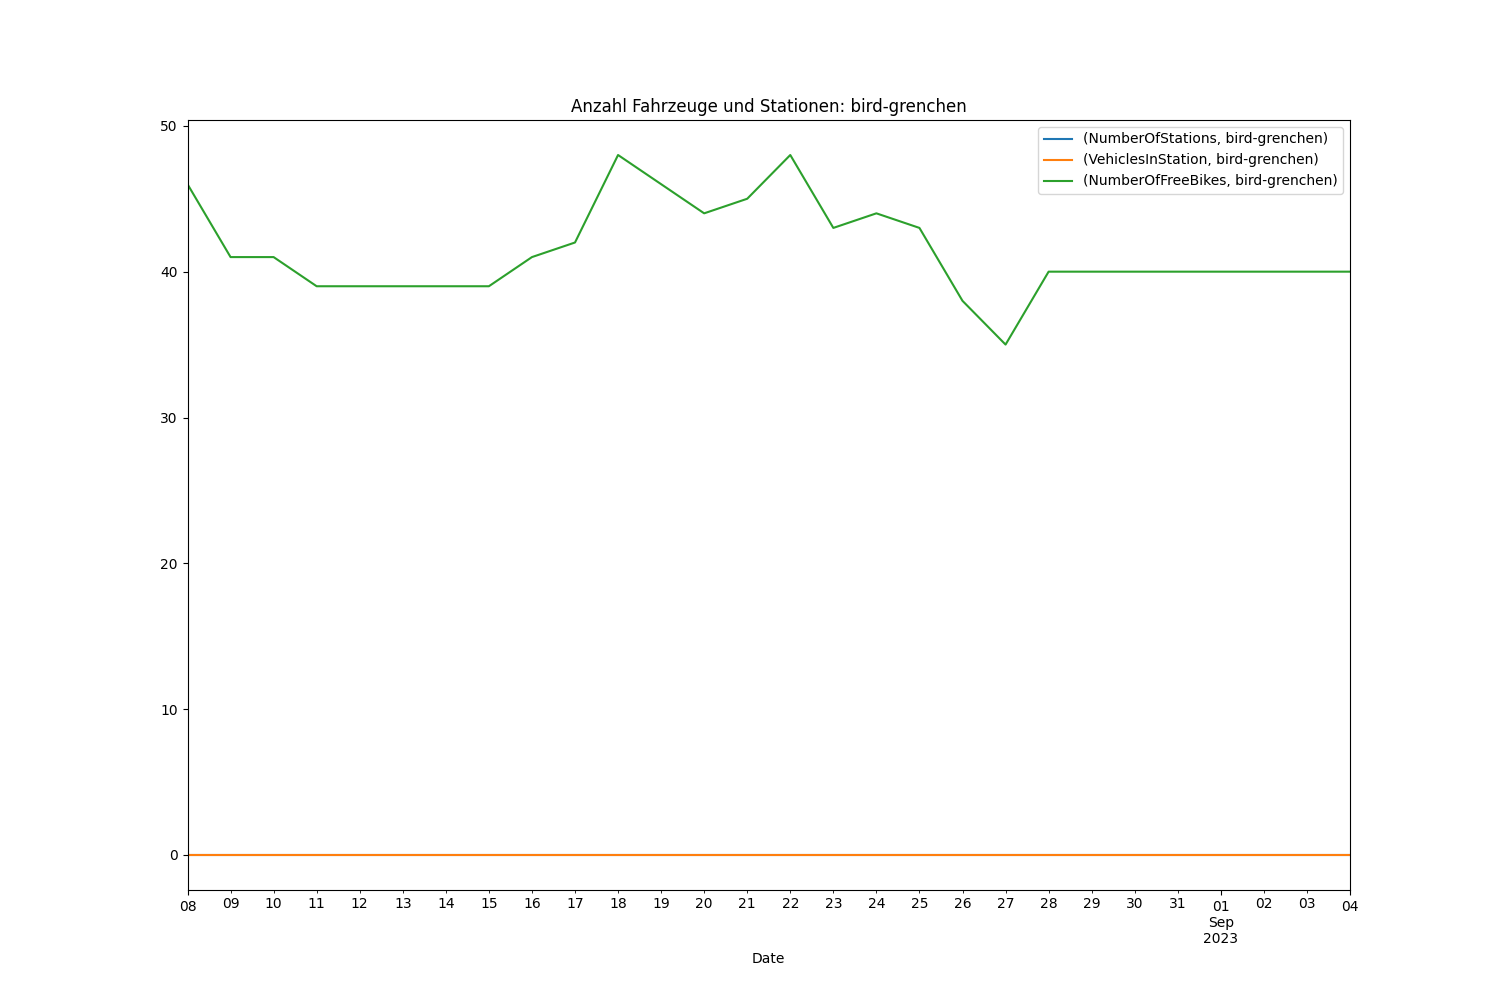 Anzahl Fahrzeuge und Stationen: bird-grenchen
50
40
30
20
10
0
(NumberOfStations, bird-grenchen)
(VehiclesInStation, bird-grenchen)
(NumberOfFreeBikes, bird-grenchen)
08 09 10 11 12 13 14 15 16 17 18 19 20 21 22 23 24 25 26 27 28 29 30 31 01 02 03 04
Sep
2023
Date